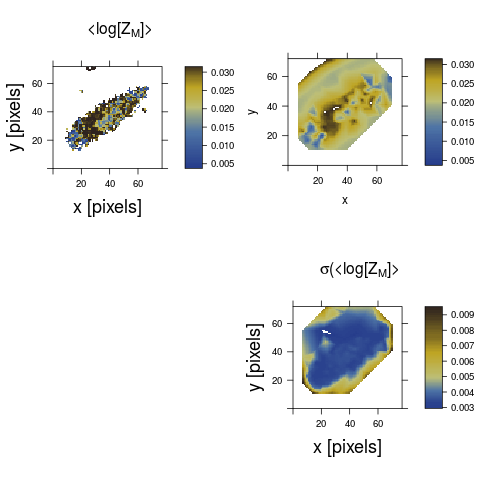 <log[Z_M]>
60
40
20
20 40 60
x [pixels]
y [pixels]
0.030
0.025
0.020
0.015
0.010
0.005
60
40
20
20 40 60
x
y
0.030
0.025
0.020
0.015
0.010
0.005
σ(<log[Z_M]>
60
40
20
20 40 60
x [pixels]
y [pixels]
0.009
0.008
0.007
0.006
0.005
0.004
0.003